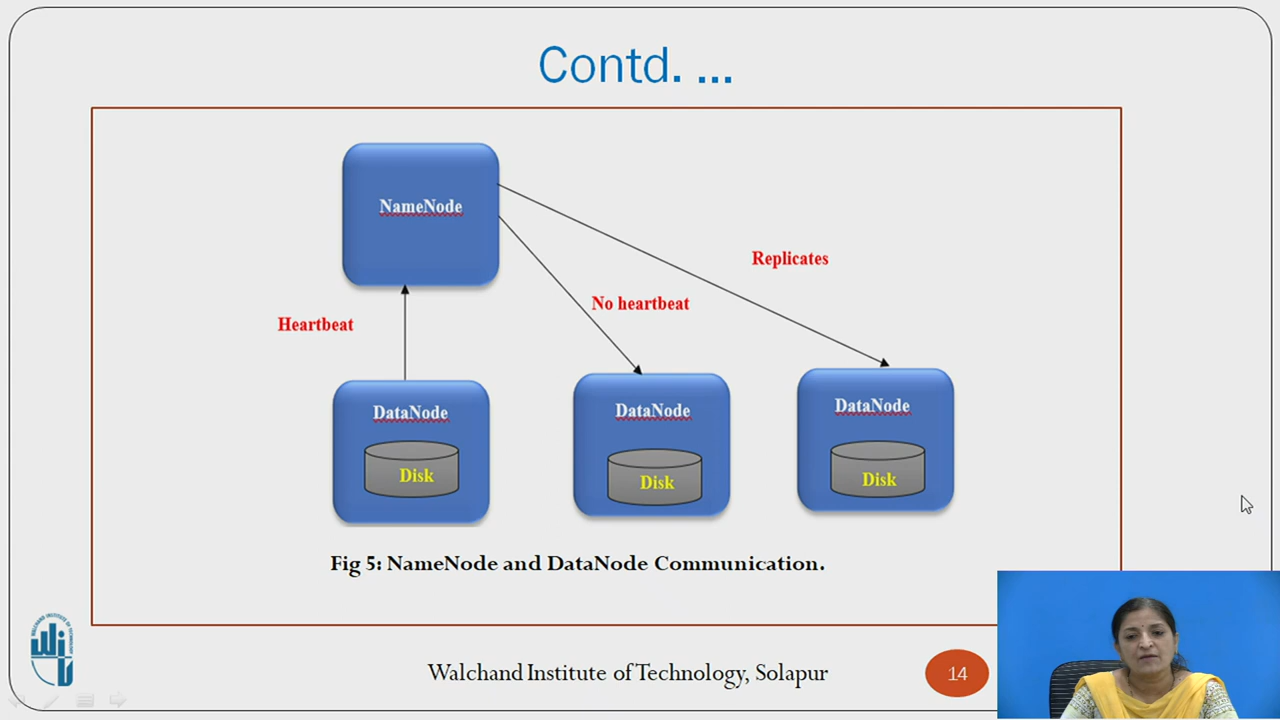 Contd. ...
NameNode
Replicates
No heartbeat
Heartbeat
DataNode
DataNode
DataNode
Disk
Disk
Disk
Fig 5: NameNode and DataNode Communication.
Walchand Institute of Technology, Solapur
14